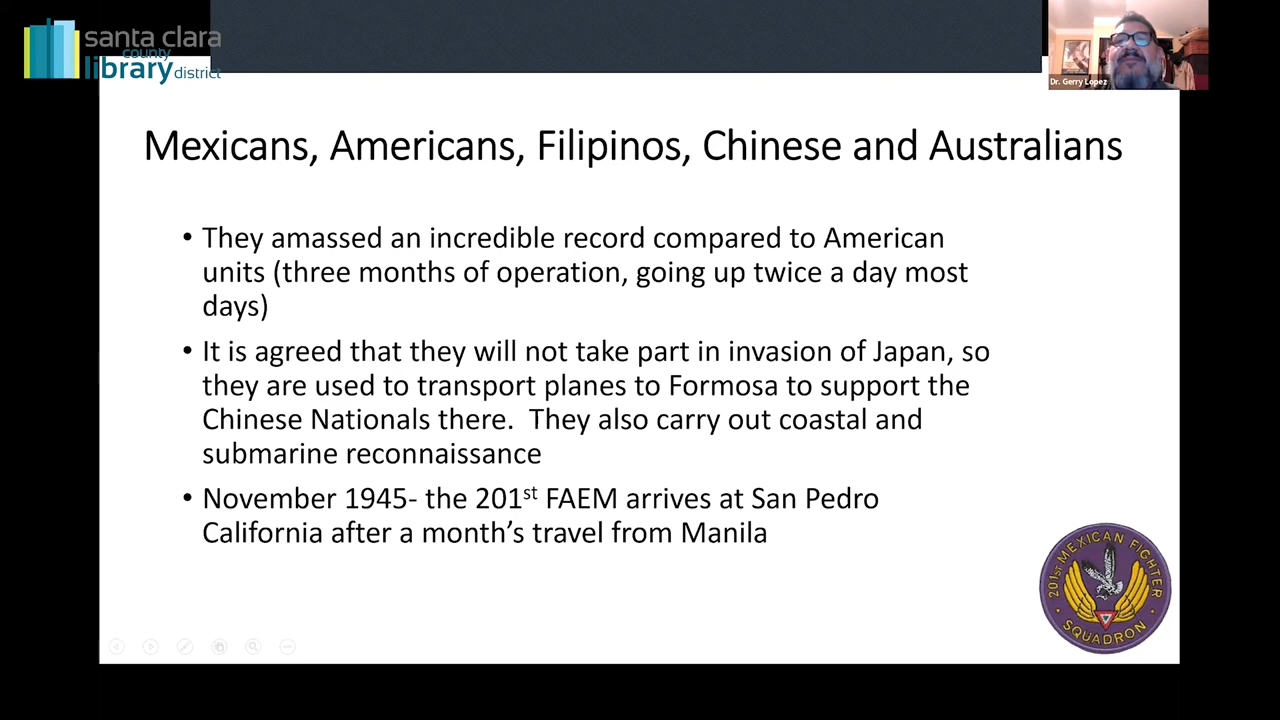 santa clara
county
library district
Dr. Gerry Lopez
Mexicans, Americans, Filipinos, Chinese and Australians
• They amassed an incredible record compared to American
units (three months of operation, going up twice a day most
days)
• It is agreed that they will not take part in invasion of Japan, so
they are used to transport planes to Formosa to support the
Chinese Nationals there. They also carry out coastal and
submarine reconnaissance
• November 1945- the 201st FAEM arrives at San Pedro
California after a month’s travel from Manila
201ST MEXICAN FIGHTER
SQUADRON